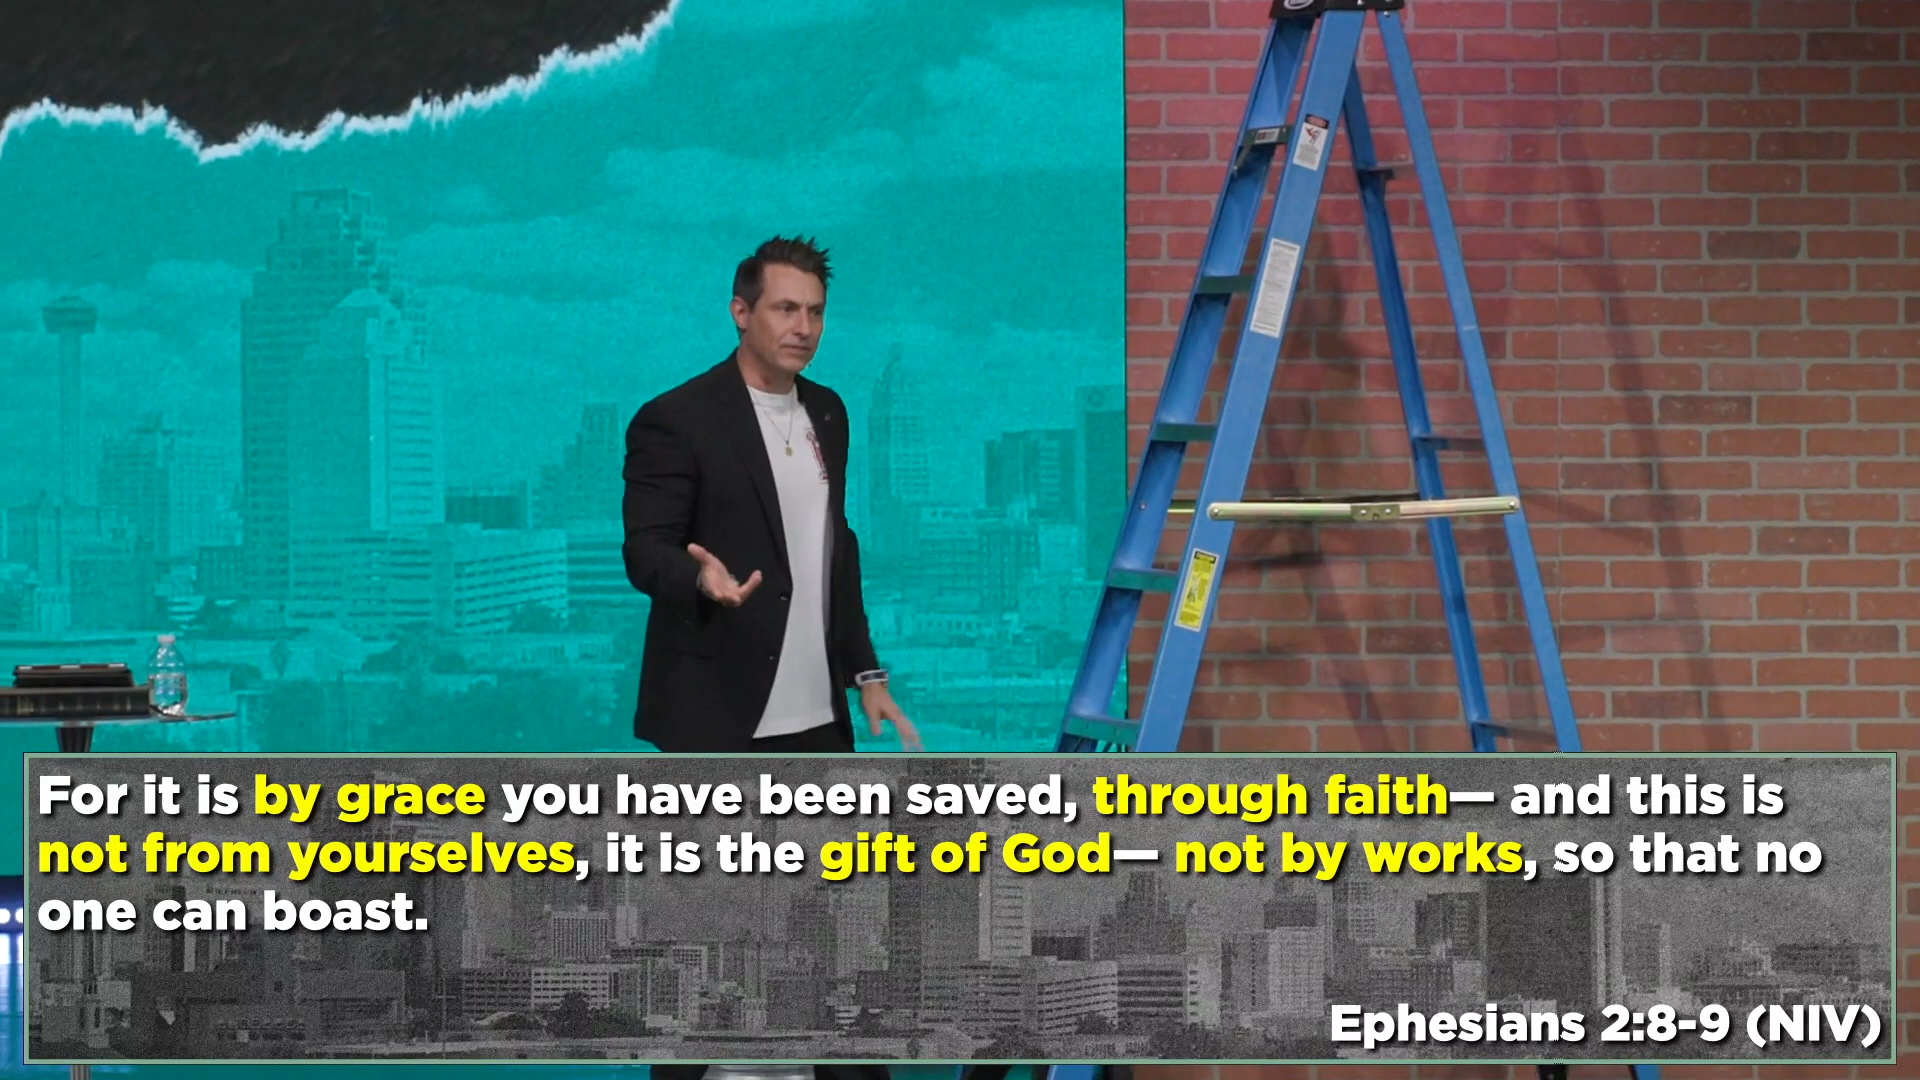 For it is by grace you have been saved, through faith— and this is
not from yourselves, it is the gift of God— not by works, so that no
one can boast.
Ephesians 2:8-9 (NIV)